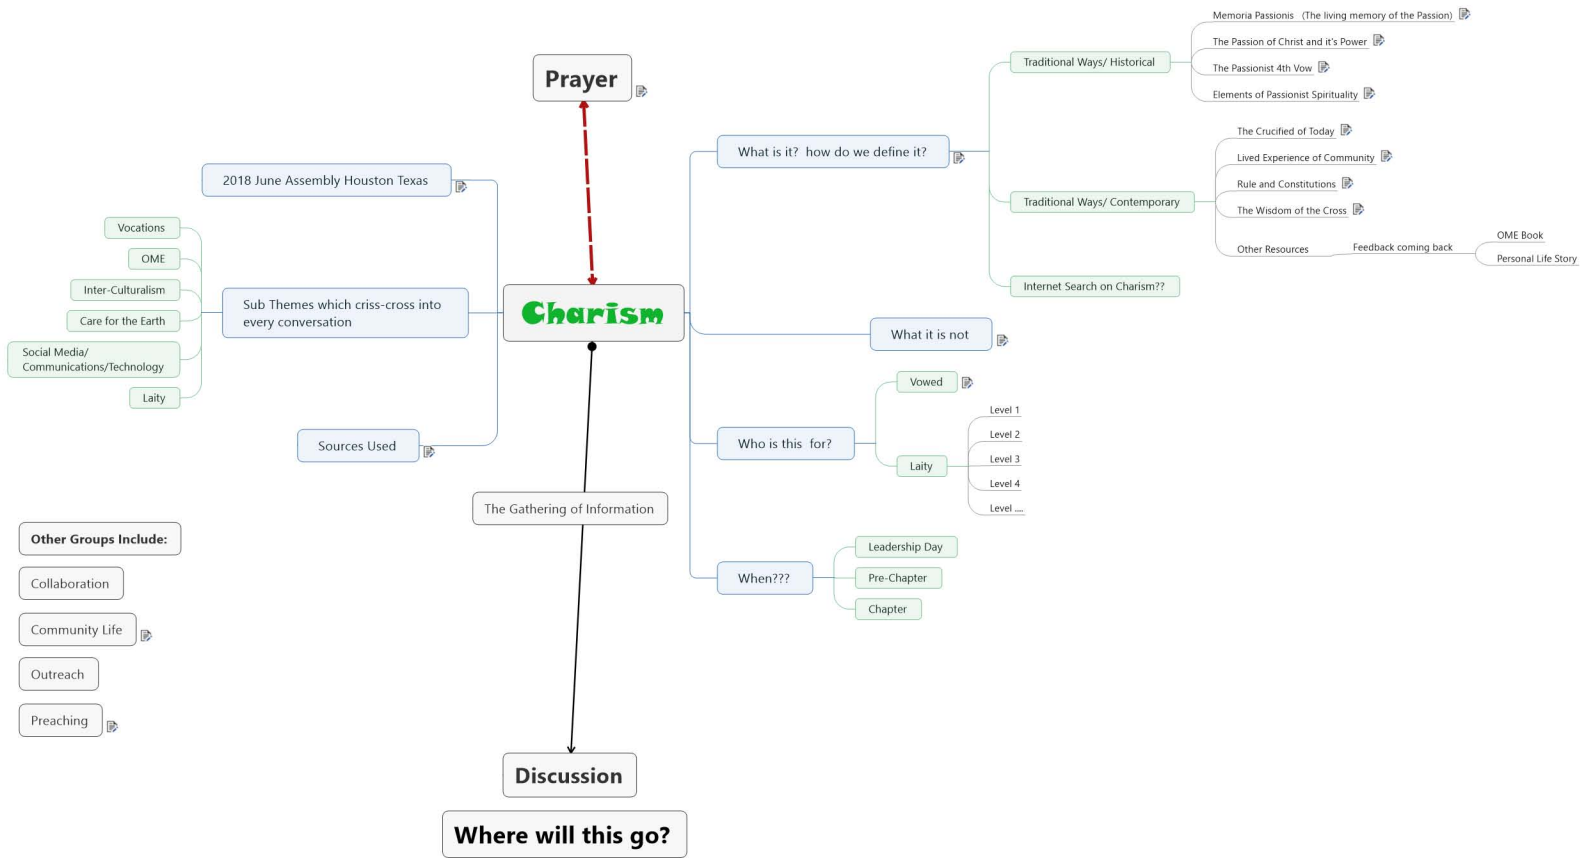 Prayer
Charism
2018 June Assembly Houston Texas
Sub Themes which criss-cross into
every conversation
Vocations
OME
Inter-Culturalism
Care for the Earth
Social Media/
Communications/Technology
Laity
Sources Used
What is it?  how do we define it?
Traditional Ways/ Historical
Memoria Passionis   (The living memory of the Passion)
The Passion of Christ and it's Power
The Passionist 4th Vow
Elements of Passionist Spirituality
Traditional Ways/ Contemporary
The Crucified of Today
Lived Experience of Community
Rule and Constitutions
The Wisdom of the Cross
Other Resources
Feedback coming back
OME Book
Personal Life Story
Internet Search on Charism??
What it is not
Who is this  for?
Vowed
Laity
Level 1
Level 2
Level 3
Level 4
Level ....
When???
Leadership Day
Pre-Chapter
Chapter
The Gathering of Information
Discussion
Where will this go?
Other Groups Include:
Collaboration
Community Life
Outreach
Preaching